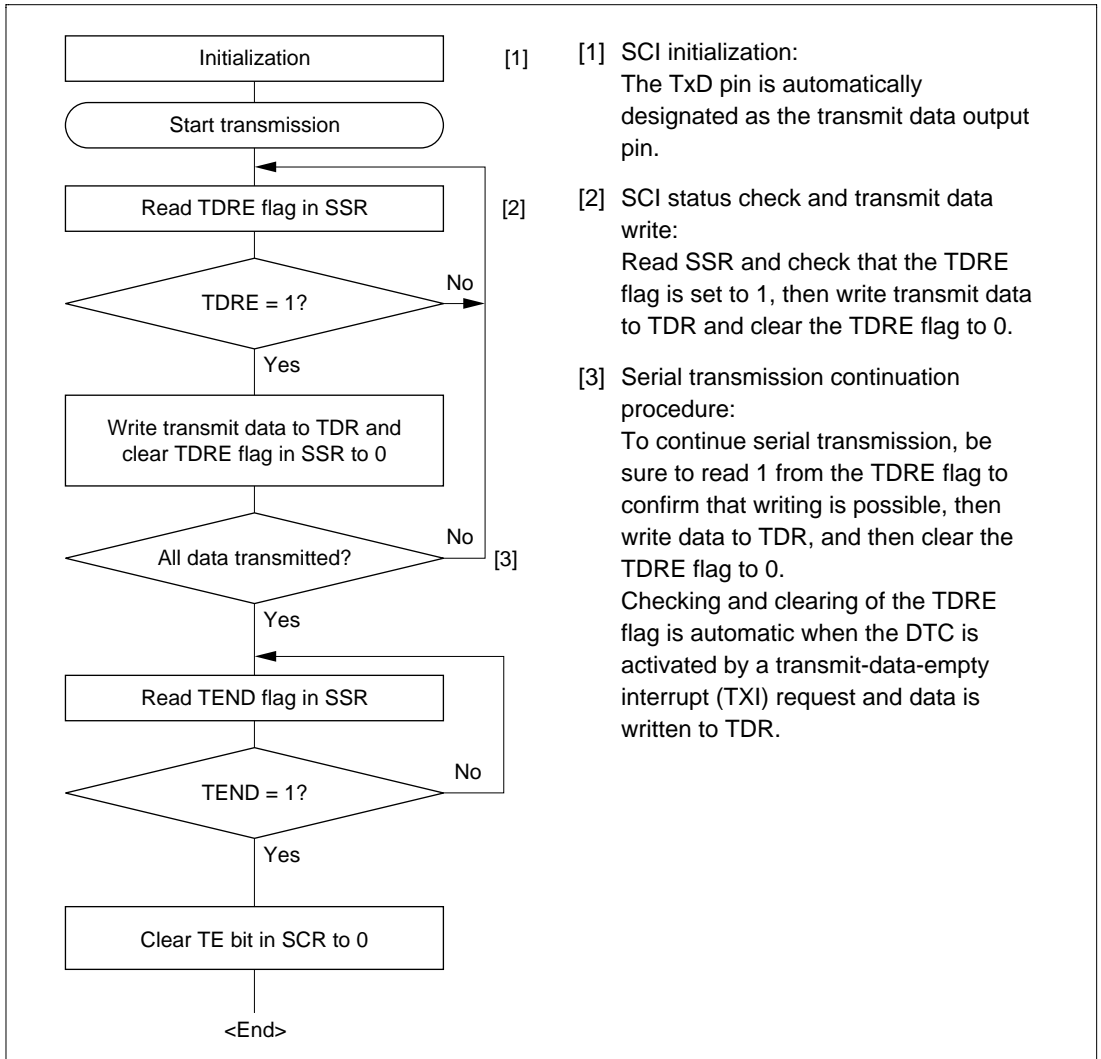 Initialization
[1]
Start transmission
Read TDRE flag in SSR
[2]
TDRE = 1?
No
Yes
Write transmit data to TDR and
clear TDRE flag in SSR to 0
All data transmitted?
No
[3]
Yes
Read TEND flag in SSR
TEND = 1?
No
Yes
Clear TE bit in SCR to 0
<End>
[1] SCI initialization:
The TxD pin is automatically
designated as the transmit data output
pin.
[2] SCI status check and transmit data
write:
Read SSR and check that the TDRE
flag is set to 1, then write transmit data
to TDR and clear the TDRE flag to 0.
[3] Serial transmission continuation
procedure:
To continue serial transmission, be
sure to read 1 from the TDRE flag to
confirm that writing is possible, then
write data to TDR, and then clear the
TDRE flag to 0.
Checking and clearing of the TDRE
flag is automatic when the DTC is
activated by a transmit-data-empty
interrupt (TXI) request and data is
written to TDR.